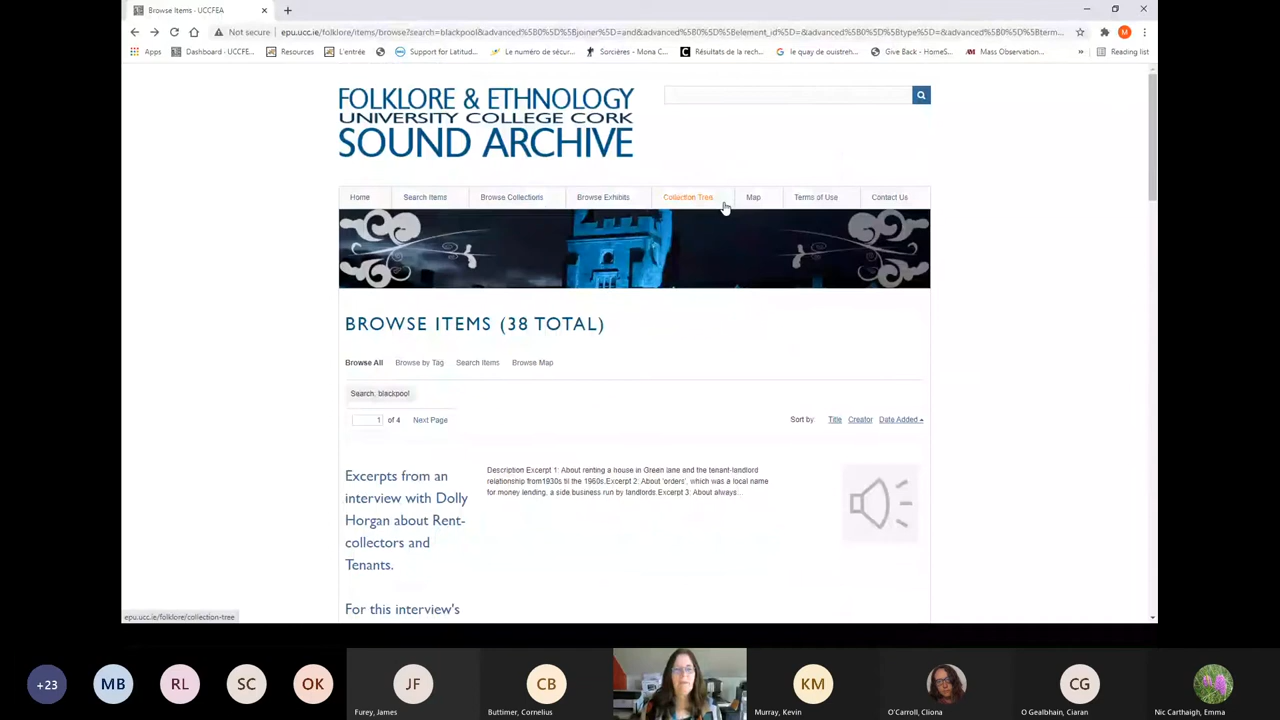 Browse Items - UCCFEA
Not secure | epu.ucc.ie/folklore/items/browse?search=blackpool&advanced%5B0%5D%5Bjoiner%5D=and&advanced%5B0%5D%5Belement_id%5D=&advanced%5B0%5D%5Btype%5D=&advanced%5B0%5D%5Bterm...
Apps Dashboard - UCCFE... Resources L'entrée Support for Latitud... Le numéro de sécur... Sorcières - Mona C... Résultats de la rech... le quay de ouistreh... Give Back - HomeS... Mass Observation... » Reading list
FOLKLORE & ETHNOLOGY
UNIVERSITY COLLEGE CORK
SOUND ARCHIVE
Home Search Items Browse Collections Browse Exhibits Collection Tree Map Terms of Use Contact Us
BROWSE ITEMS (38 TOTAL)
Browse All Browse by Tag Search Items Browse Map
Search: blackpool
1 of 4 Next Page Sort by: Title Creator Date Added
Excerpts from an
interview with Dolly
Horgan about Rent-
collectors and
Tenants.
For this interview's
Description Excerpt 1: About renting a house in Green lane and the tenant-landlord
relationship from1930s til the 1960s.Excerpt 2: About 'orders', which was a local name
for money lending, a side business run by landlords.Excerpt 3: About always...
epu.ucc.ie/folklore/collection-tree
+23 MB RL SC OK JF CB KM CG
Furey, James Buttimer, Cornelius Murray, Kevin O'Carroll, Cliona O Gealbhain, Ciaran Nic Carthaigh, Emma